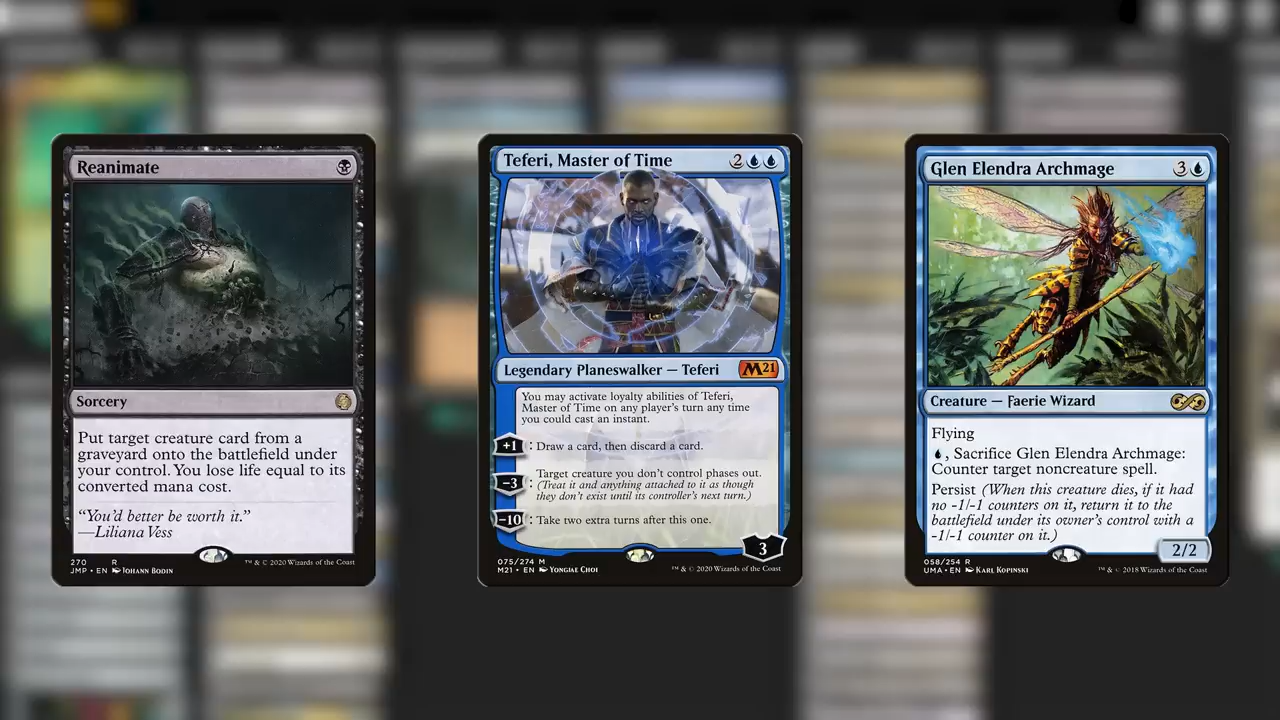 Reanimate
Sorcery
Put target creature card from a
graveyard onto the battlefield under
your control. You lose life equal to its
converted mana cost.
“You’d better be worth it.”
—Liliana Vess
270 R
JMP • EN Johann Bodin
™ & © 2020 Wizards of the Coast
Teferi, Master of Time
2
Legendary Planeswalker — Teferi
M21
You may activate loyalty abilities of Teferi,
Master of Time on any player’s turn any time
you could cast an instant.
+1 : Draw a card, then discard a card.
Target creature you don’t control phases out.
−3 : (Treat it and anything attached to it as though
they don’t exist until its controller’s next turn.)
−10 : Take two extra turns after this one.
3
075/274 M
M21 • EN Yongjae Choi
™ & © 2020 Wizards of the Coast
Glen Elendra Archmage
3
Creature — Faerie Wizard
Flying
, Sacrifice Glen Elendra Archmage:
Counter target noncreature spell.
Persist (When this creature dies, if it had
no -1/-1 counters on it, return it to the
battlefield under its owner’s control with a
-1/-1 counter on it.)
2/2
058/254 R
UMA • EN Karl Kopinski
™ & © 2018 Wizards of the Coast